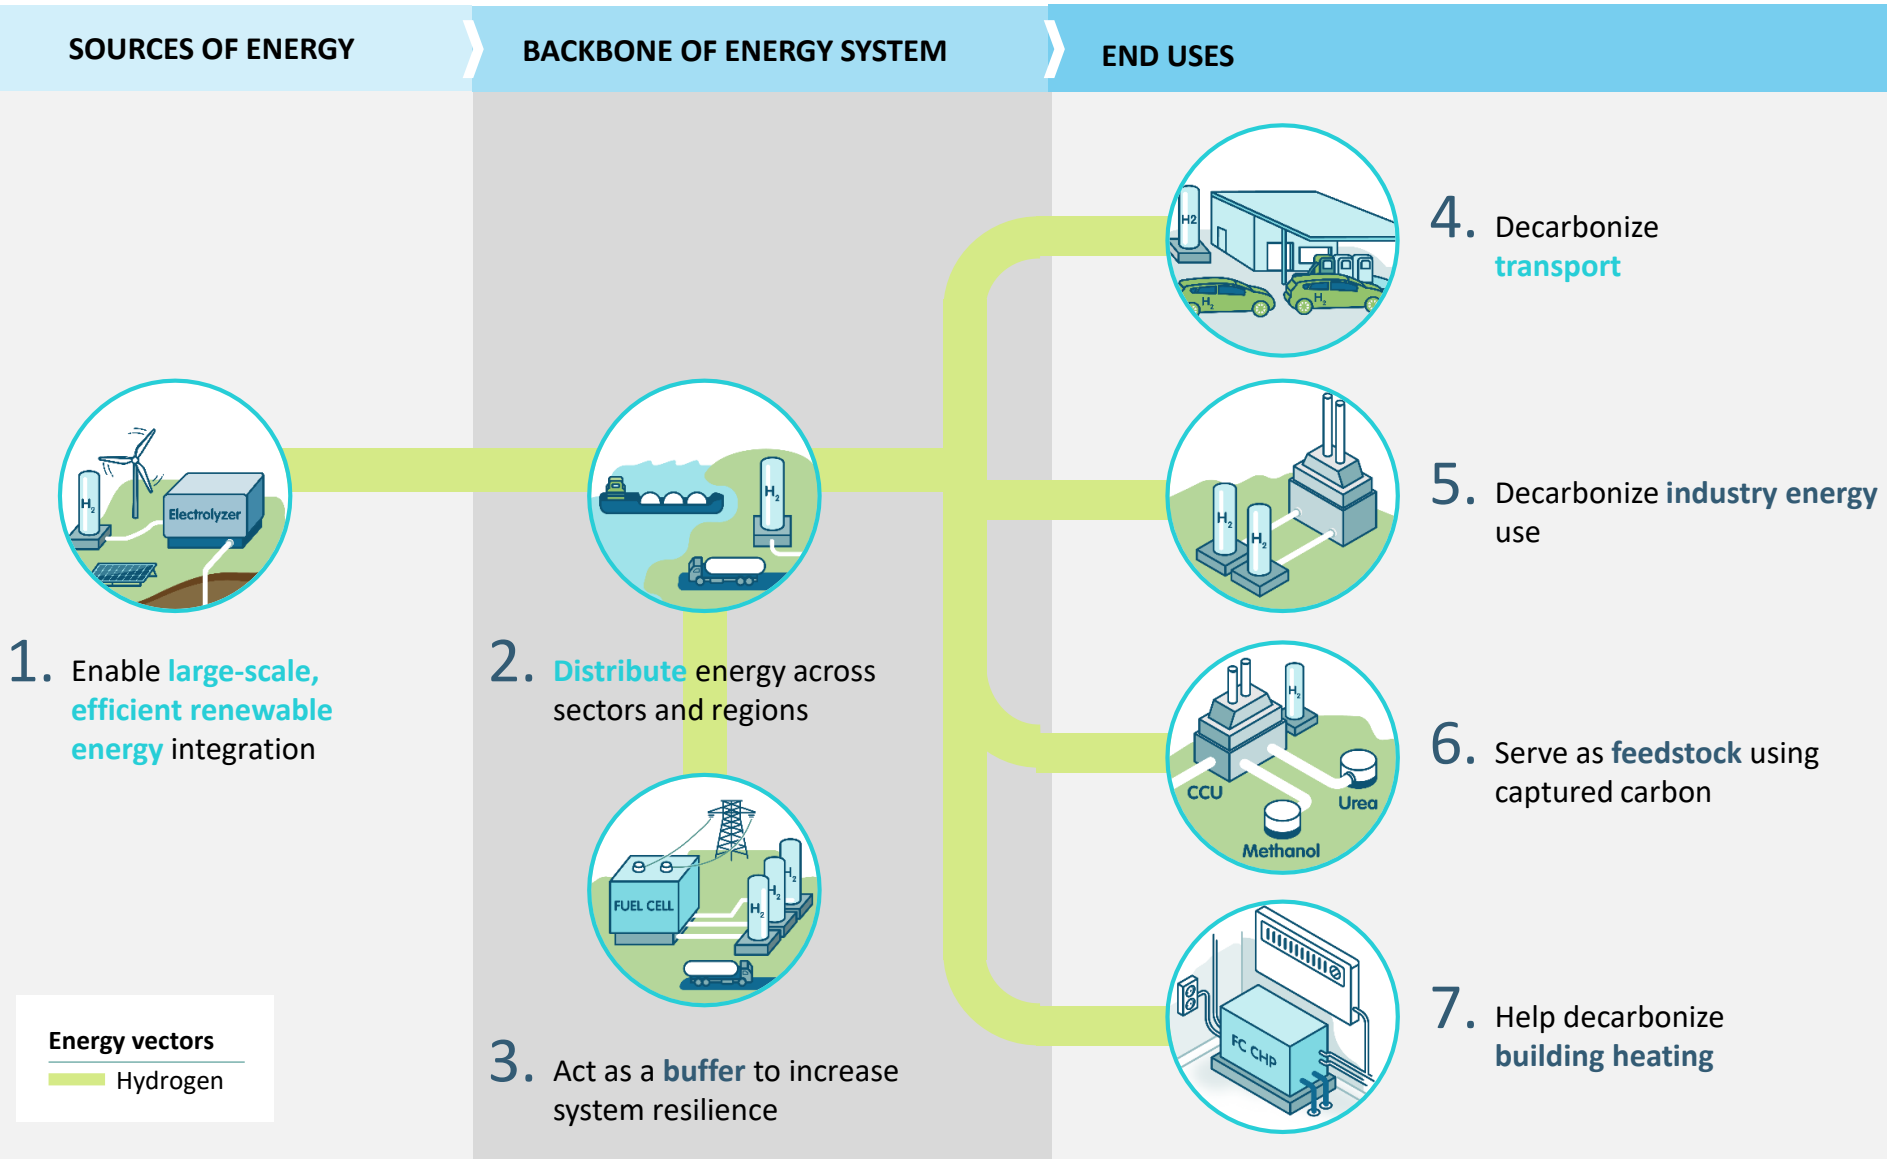 SOURCES OF ENERGY
BACKBONE OF ENERGY SYSTEM
END USES
H2
H2
H2
4. Decarbonize
transport
H2
Electrolyzer
H2
H2
H2
5. Decarbonize industry energy
use
1. Enable large-scale,
efficient renewable
energy integration
2. Distribute energy across
sectors and regions
H2
CCU
Urea
Methanol
6. Serve as feedstock using
captured carbon
FUEL CELL
H2
H2
H2
FC CHP
7. Help decarbonize
building heating
3. Act as a buffer to increase
system resilience
Energy vectors
Hydrogen